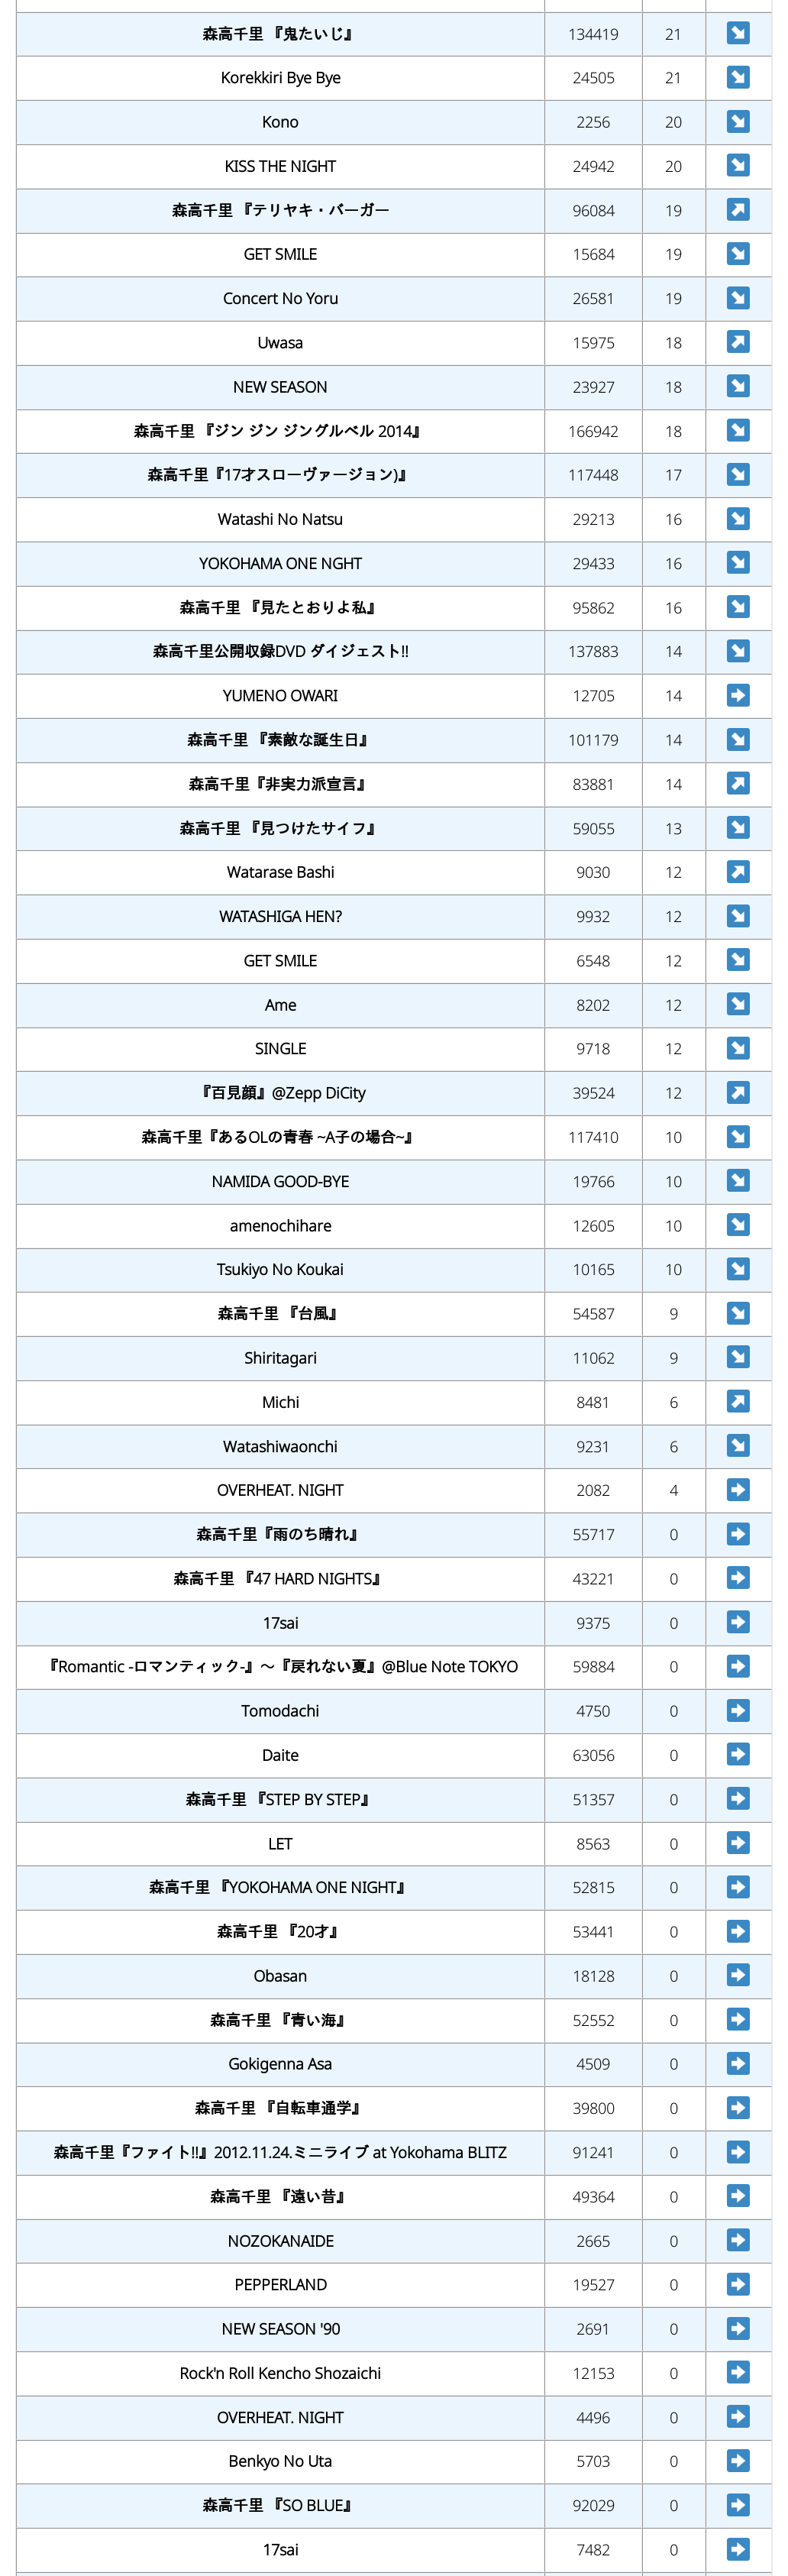 森高千里 『鬼たいじ』 134419 21 ↘
Korekkiri Bye Bye 24505 21 ↘
Kono 2256 20 ↘
KISS THE NIGHT 24942 20 ↘
森高千里 『テリヤキ・バーガー 96084 19 ↗
GET SMILE 15684 19 ↘
Concert No Yoru 26581 19 ↘
Uwasa 15975 18 ↗
NEW SEASON 23927 18 ↘
森高千里 『ジン ジン ジングルベル 2014』 166942 18 ↘
森高千里『17才スローヴァージョン)』 117448 17 ↘
Watashi No Natsu 29213 16 ↘
YOKOHAMA ONE NGHT 29433 16 ↘
森高千里 『見たとおりよ私』 95862 16 ↘
森高千里公開収録DVD ダイジェスト!! 137883 14 ↘
YUMENO OWARI 12705 14 ➡
森高千里 『素敵な誕生日』 101179 14 ↘
森高千里『非実力派宣言』 83881 14 ↗
森高千里 『見つけたサイフ』 59055 13 ↘
Watarase Bashi 9030 12 ↗
WATASHIGA HEN? 9932 12 ↘
GET SMILE 6548 12 ↘
Ame 8202 12 ↘
SINGLE 9718 12 ↘
『百見顔』@Zepp DiCity 39524 12 ↗
森高千里『あるOLの青春 ~A子の場合~』 117410 10 ↘
NAMIDA GOOD-BYE 19766 10 ↘
amenochihare 12605 10 ↘
Tsukiyo No Koukai 10165 10 ↘
森高千里 『台風』 54587 9 ↘
Shiritagari 11062 9 ↘
Michi 8481 6 ↗
Watashiwaonchi 9231 6 ↘
OVERHEAT. NIGHT 2082 4 ➡
森高千里『雨のち晴れ』 55717 0 ➡
森高千里 『47 HARD NIGHTS』 43221 0 ➡
17sai 9375 0 ➡
『Romantic -ロマンティック-』～『戻れない夏』@Blue Note TOKYO 59884 0 ➡
Tomodachi 4750 0 ➡
Daite 63056 0 ➡
森高千里 『STEP BY STEP』 51357 0 ➡
LET 8563 0 ➡
森高千里 『YOKOHAMA ONE NIGHT』 52815 0 ➡
森高千里 『20才』 53441 0 ➡
Obasan 18128 0 ➡
森高千里 『青い海』 52552 0 ➡
Gokigenna Asa 4509 0 ➡
森高千里 『自転車通学』 39800 0 ➡
森高千里『ファイト!!』2012.11.24.ミニライブ at Yokohama BLITZ 91241 0 ➡
森高千里 『遠い昔』 49364 0 ➡
NOZOKANAIDE 2665 0 ➡
PEPPERLAND 19527 0 ➡
NEW SEASON '90 2691 0 ➡
Rock'n Roll Kencho Shozaichi 12153 0 ➡
OVERHEAT. NIGHT 4496 0 ➡
Benkyo No Uta 5703 0 ➡
森高千里 『SO BLUE』 92029 0 ➡
17sai 7482 0 ➡